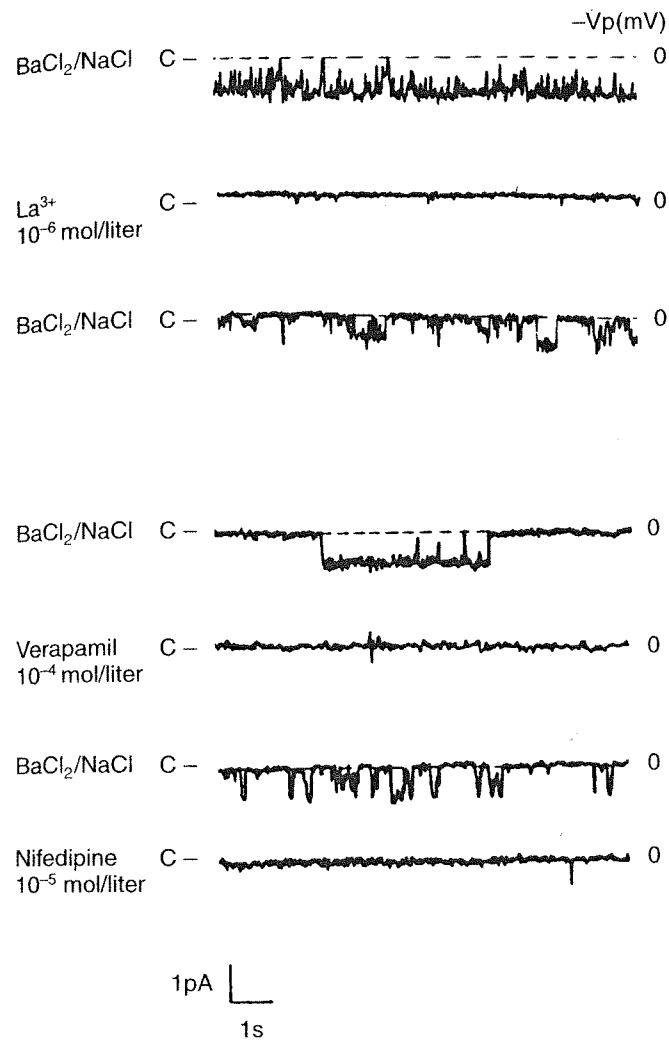 –Vp(mV)
BaCl₂/NaCl C – 0
La³⁺
10⁻⁶ mol/liter C – 0
BaCl₂/NaCl C – 0
BaCl₂/NaCl C – 0
Verapamil C – 0
10⁻⁴ mol/liter
BaCl₂/NaCl C – 0
Nifedipine C – 0
10⁻⁵ mol/liter
1pA
1s